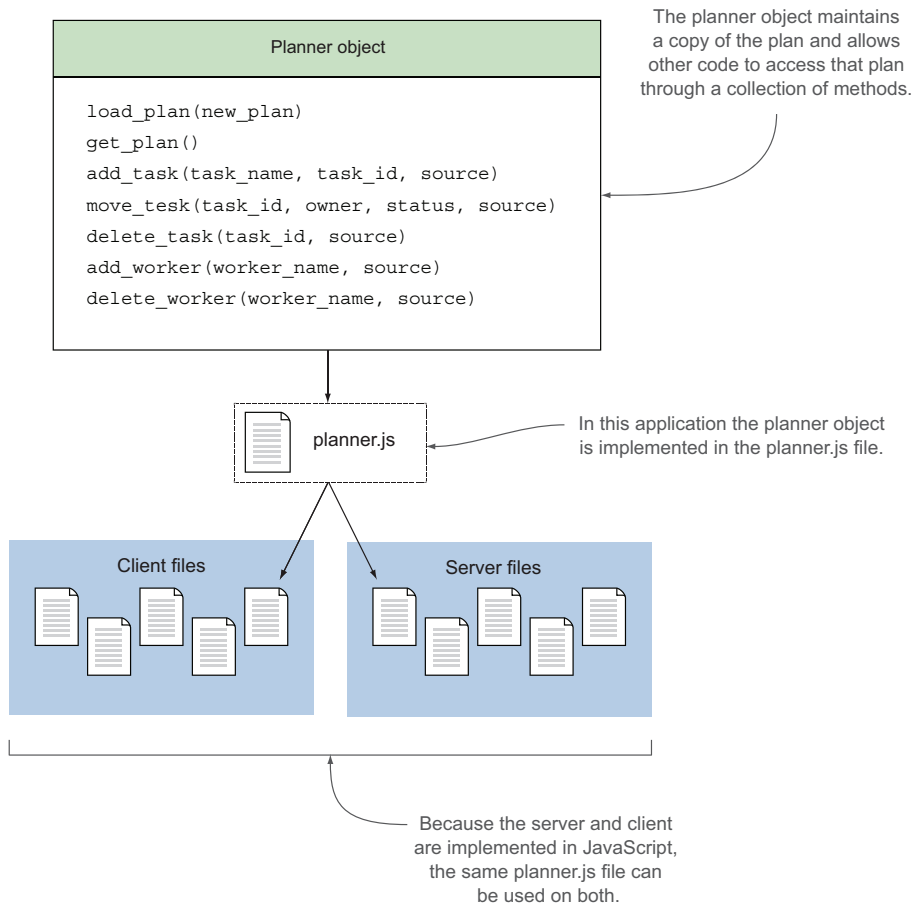 Planner object
load_plan(new_plan)
get_plan()
add_task(task_name, task_id, source)
move_tesk(task_id, owner, status, source)
delete_task(task_id, source)
add_worker(worker_name, source)
delete_worker(worker_name, source)
The planner object maintains
a copy of the plan and allows
other code to access that plan
through a collection of methods.
planner.js
In this application the planner object
is implemented in the planner.js file.
Client files
Server files
Because the server and client
are implemented in JavaScript,
the same planner.js file can
be used on both.